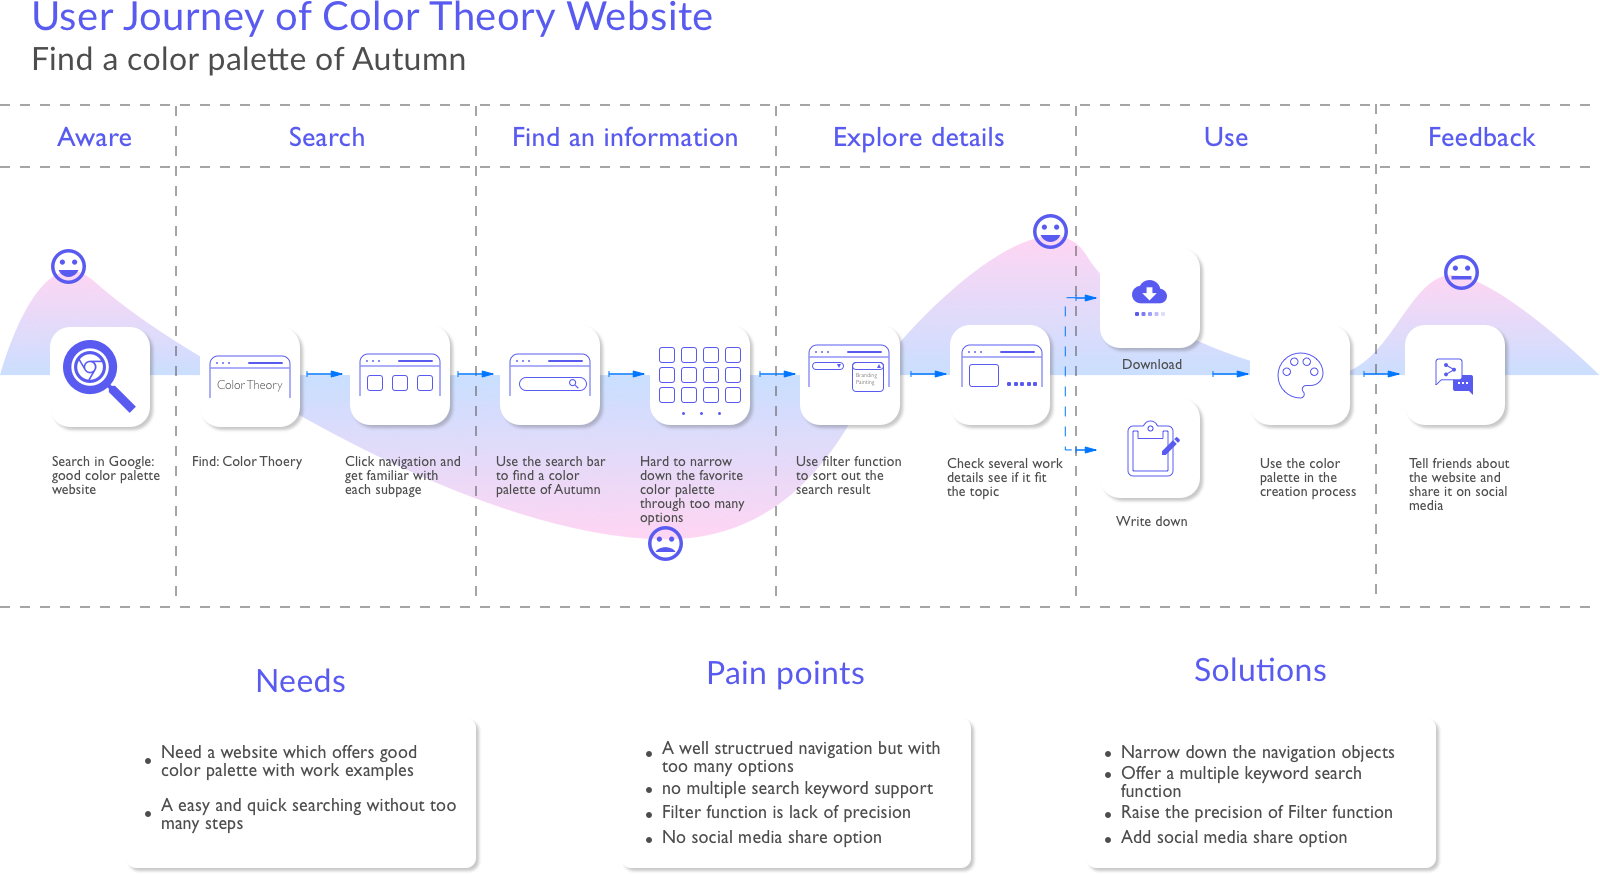 User Journey of Color Theory Website
Find a color palette of Autumn
Aware
Search
Find an information
Explore details
Use
Feedback
Color Theory
Branding
Painting
Search in Google:
good color palette
website
Find: Color Thoery
Click navigation and
get familiar with
each subpage
Use the search bar
to find a color
palette of Autumn
Hard to narrow
down the favorite
color palette
through too many
options
Use filter function
to sort out the
search result
Check several work
details see if it fit
the topic
Download
Write down
Use the color
palette in the
creation process
Tell friends about
the website and
share it on social
media
Needs
• Need a website which offers good
color palette with work examples
• A easy and quick searching without too
many steps
Pain points
• A well structrued navigation but with
too many options
• no multiple search keyword support
• Filter function is lack of precision
• No social media share option
Solutions
• Narrow down the navigation objects
• Offer a multiple keyword search
function
• Raise the precision of Filter function
• Add social media share option